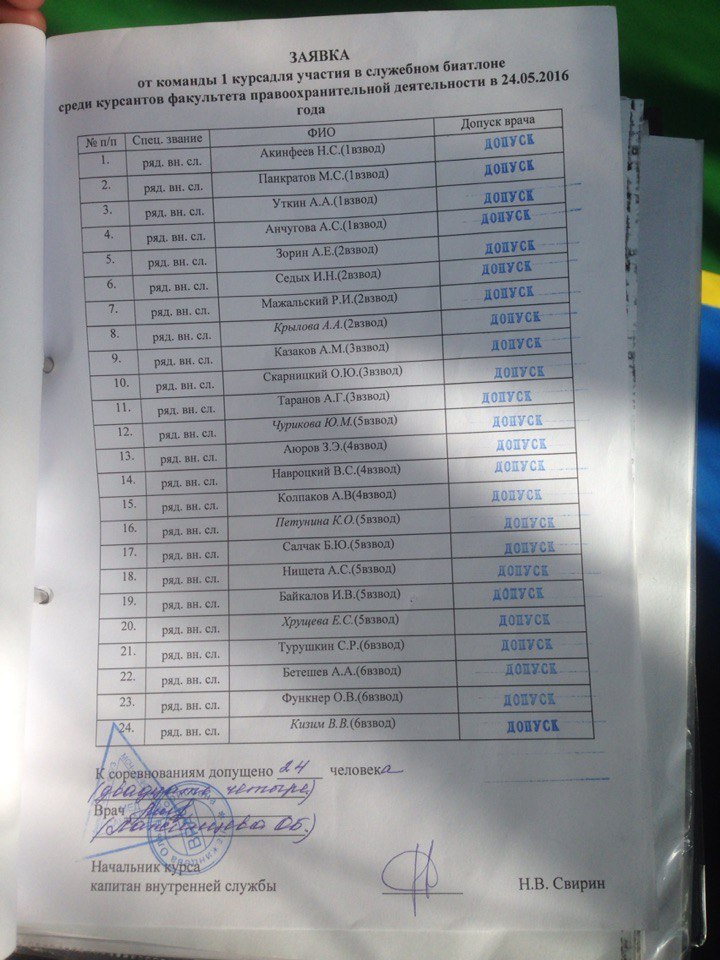 ЗАЯВКА
от команды 1 курсадля участия в служебном биатлоне
среди курсантов факультета правоохранительной деятельности в 24.05.2016
года
№ п/п Спец. звание ФИО Допуск врача
1. ряд. вн. сл. Акинфеев Н.С.(1взвод) ДОПУСК
2. ряд. вн. сл. Панкратов М.С.(1взвод) ДОПУСК
3. ряд. вн. сл. Уткин А.А.(1взвод) ДОПУСК
4. ряд. вн. сл. Анчугова А.С.(1взвод) ДОПУСК
5. ряд. вн. сл. Зорин А.Е.(2взвод) ДОПУСК
6. ряд. вн. сл. Седых И.Н.(2взвод) ДОПУСК
7. ряд. вн. сл. Мажальский Р.И.(2взвод) ДОПУСК
8. ряд. вн. сл. Крылова А.А.(2взвод) ДОПУСК
9. ряд. вн. сл. Казаков А.М.(3взвод) ДОПУСК
10. ряд. вн. сл. Скарницкий О.Ю.(3взвод) ДОПУСК
11. ряд. вн. сл. Таранов А.Г.(3взвод) ДОПУСК
12. ряд. вн. сл. Чурикова Ю.М.(5взвод) ДОПУСК
13. ряд. вн. сл. Аюров З.Э.(4взвод) ДОПУСК
14. ряд. вн. сл. Навроцкий В.С.(4взвод) ДОПУСК
15. ряд. вн. сл. Колпаков А.В(4взвод) ДОПУСК
16. ряд. вн. сл. Петунина К.О.(5взвод) ДОПУСК
17. ряд. вн. сл. Салчак Б.Ю.(5взвод) ДОПУСК
18. ряд. вн. сл. Нищета А.С.(5взвод) ДОПУСК
19. ряд. вн. сл. Байкалов И.В.(5взвод) ДОПУСК
20. ряд. вн. сл. Хрущева Е.С.(5взвод) ДОПУСК
21. ряд. вн. сл. Турушкин С.Р.(6взвод) ДОПУСК
22. ряд. вн. сл. Бетешев А.А.(6взвод) ДОПУСК
23. ряд. вн. сл. Функнер О.В.(6взвод) ДОПУСК
24. ряд. вн. сл. Кизим В.В.(6взвод) ДОПУСК
К соревнованиям допущено 24 человека
(двадцать четыре)
Врач
Начальник курса
капитан внутренней службы Н.В. Свирин